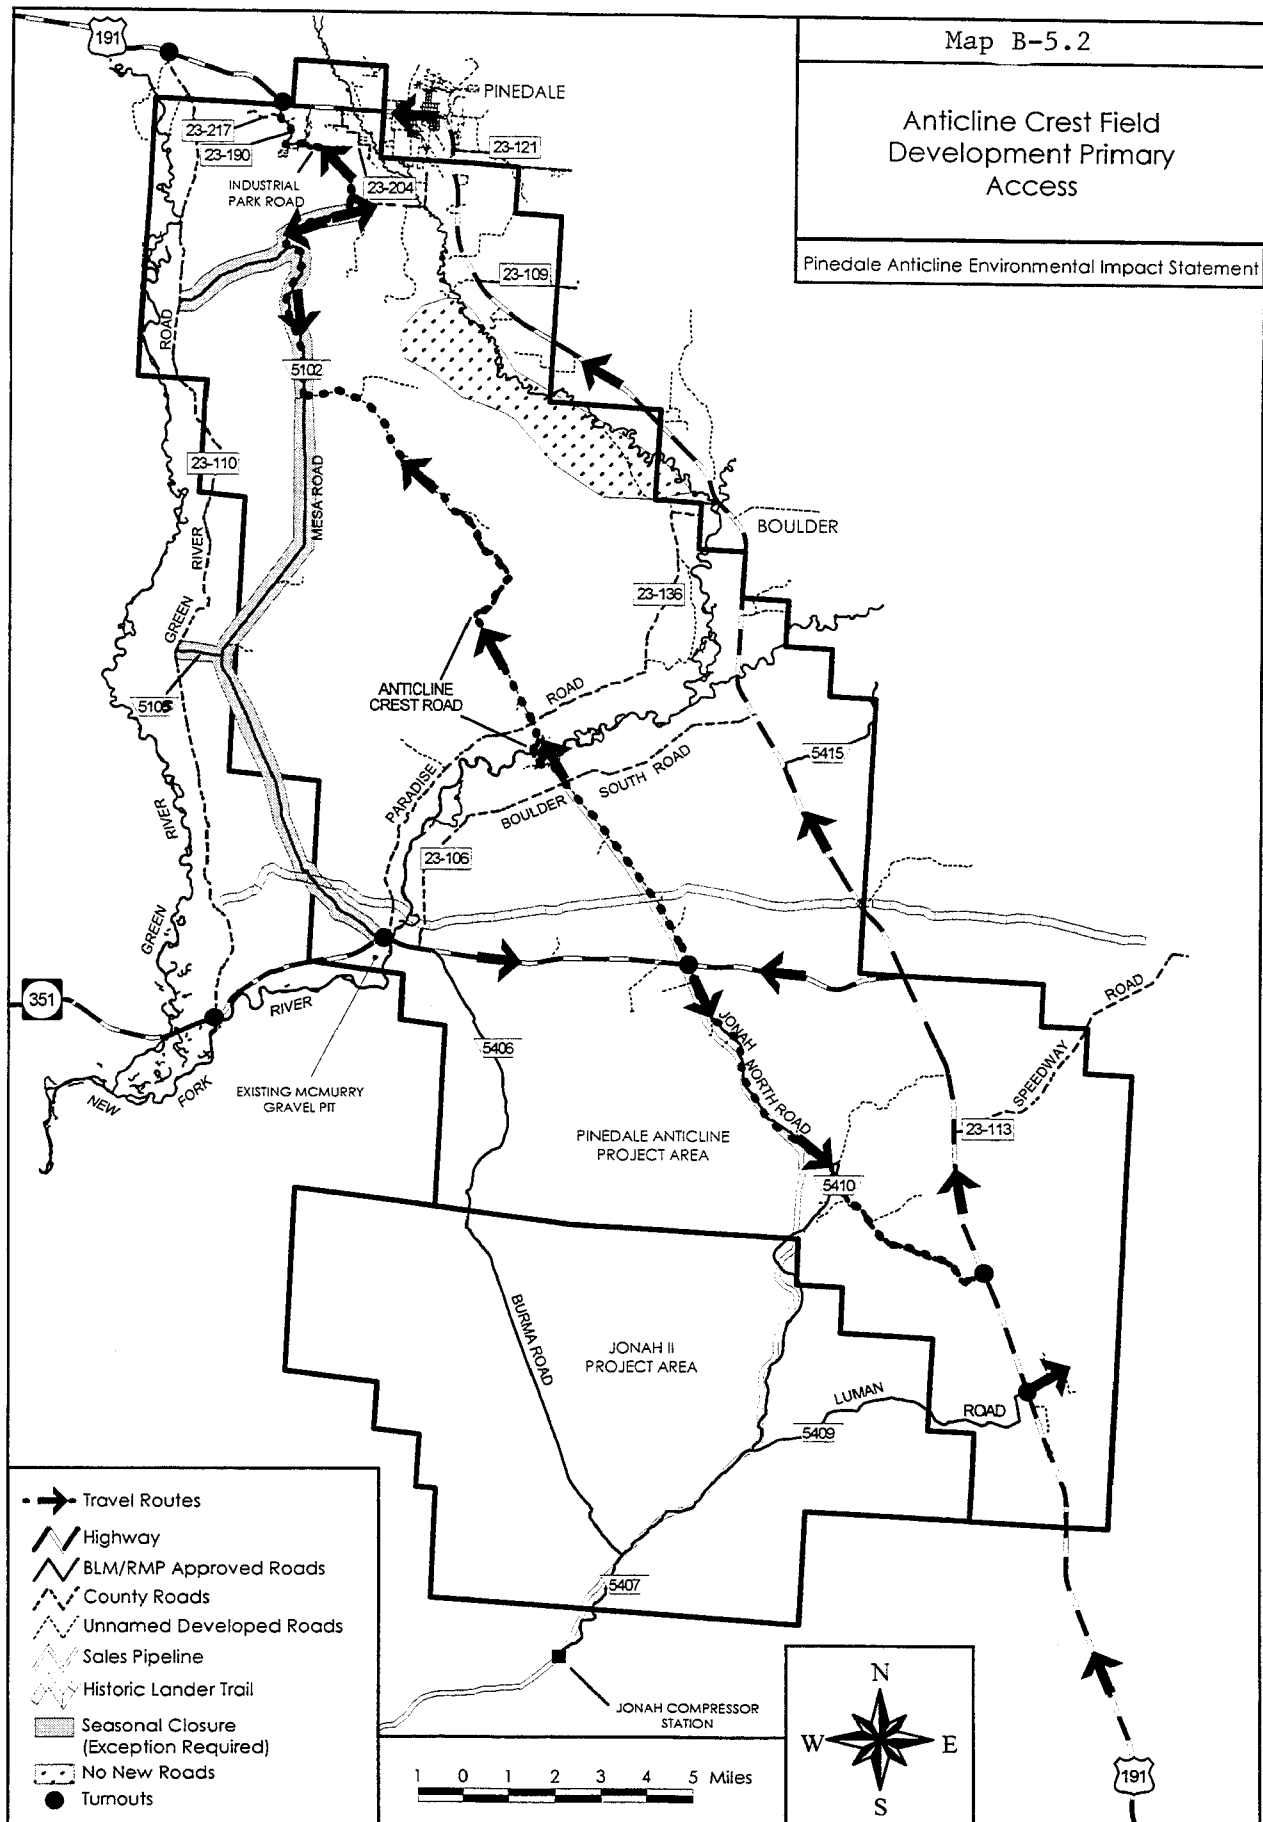 Map B-5.2
Anticline Crest Field
Development Primary
Access
Pinedale Anticline Environmental Impact Statement
191
PINEDALE
23-217
23-190
23-121
INDUSTRIAL
PARK ROAD
23-204
23-109
ROAD
5102
23-110
MESA ROAD
RIVER
GREEN
BOULDER
23-136
5105
ANTICLINE
CREST ROAD
ROAD
PARADISE
BOULDER SOUTH ROAD
5415
RIVER
GREEN
23-106
351
RIVER
NEW FORK
EXISTING MCMURRY
GRAVEL PIT
5406
JONAH NORTH ROAD
SPEEDWAY ROAD
23-113
PINEDALE ANTICLINE
PROJECT AREA
5410
BURMA ROAD
JONAH II
PROJECT AREA
LUMAN ROAD
5409
5407
JONAH COMPRESSOR
STATION
191
Travel Routes
Highway
BLM/RMP Approved Roads
County Roads
Unnamed Developed Roads
Sales Pipeline
Historic Lander Trail
Seasonal Closure
(Exception Required)
No New Roads
Turnouts
1 0 1 2 3 4 5 Miles
N
W E
S